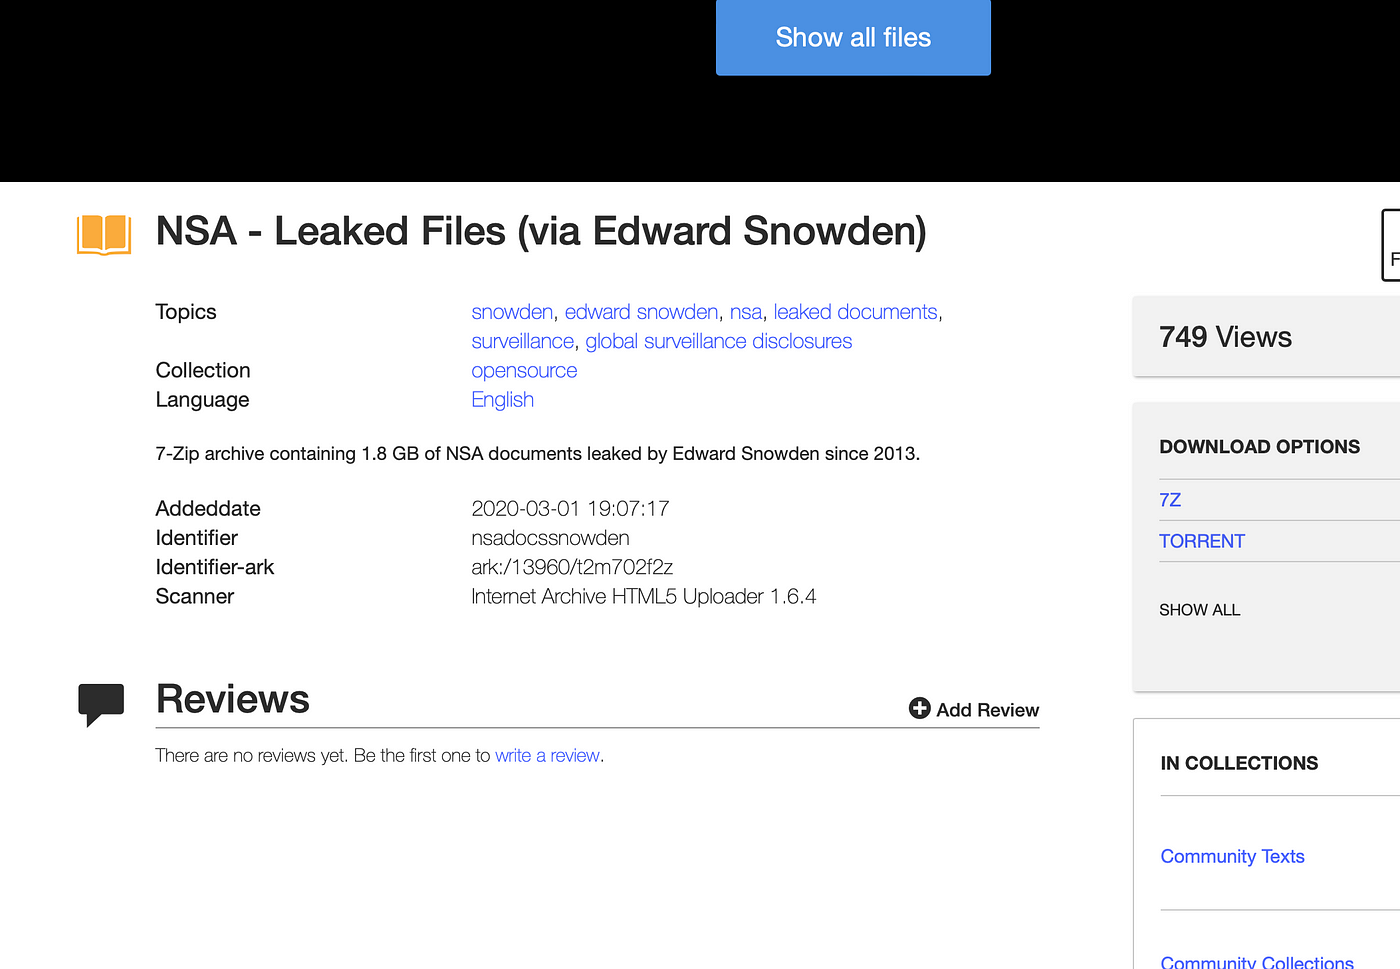 Show all files
NSA - Leaked Files (via Edward Snowden)
F
Topics snowden, edward snowden, nsa, leaked documents,
surveillance, global surveillance disclosures
Collection opensource
Language English
7-Zip archive containing 1.8 GB of NSA documents leaked by Edward Snowden since 2013.
Addeddate 2020-03-01 19:07:17
Identifier nsadocssnowden
Identifier-ark ark:/13960/t2m702f2z
Scanner Internet Archive HTML5 Uploader 1.6.4
Reviews
Add Review
There are no reviews yet. Be the first one to write a review.
749 Views
DOWNLOAD OPTIONS
7Z
TORRENT
SHOW ALL
IN COLLECTIONS
Community Texts
Community Collections